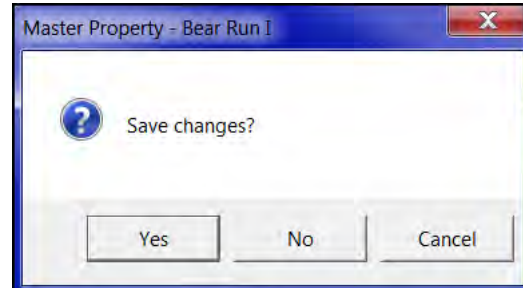 Master Property - Bear Run I
X
?
Save changes?
Yes
No
Cancel